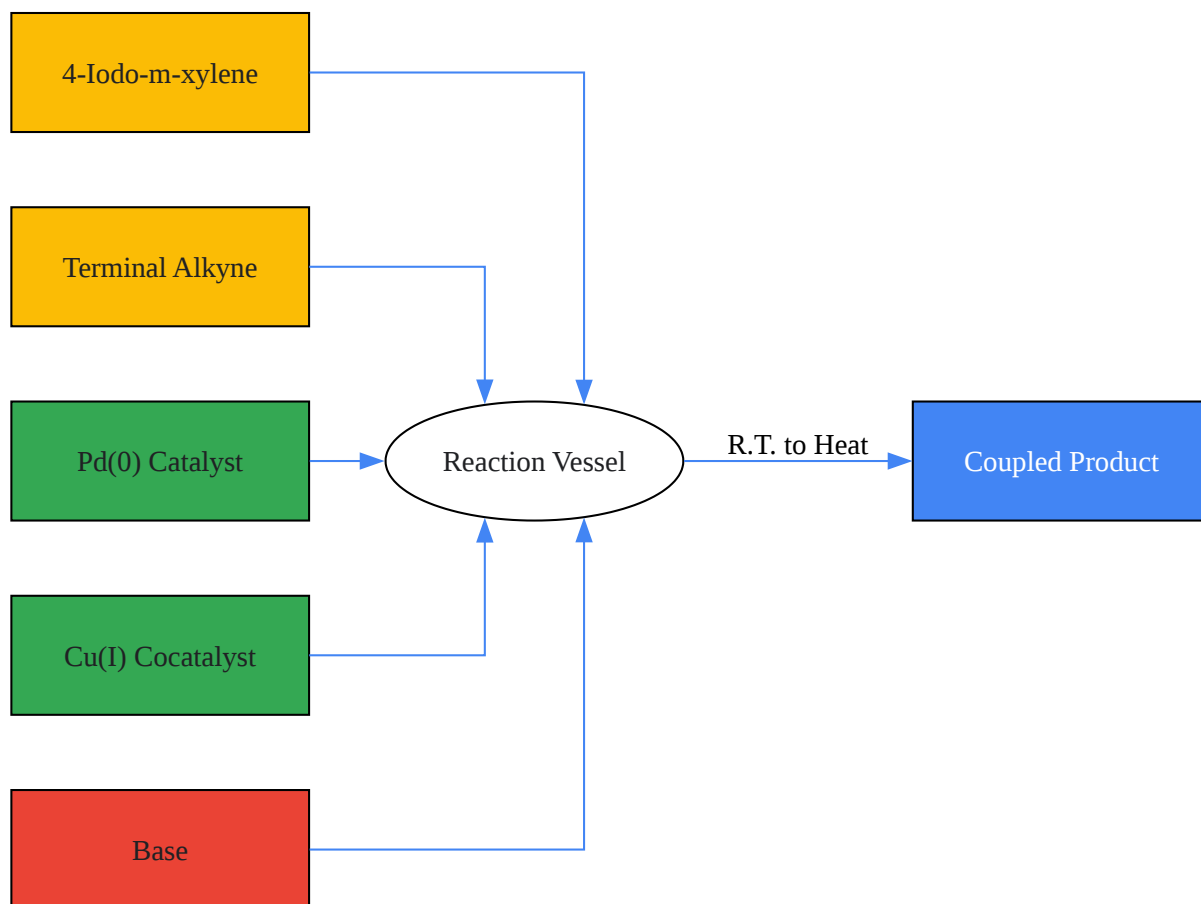 4-Iodo-m-xylene
Terminal Alkyne
Pd(0) Catalyst
Reaction Vessel
R.T. to Heat
Coupled Product
Cu(I) Cocatalyst
Base